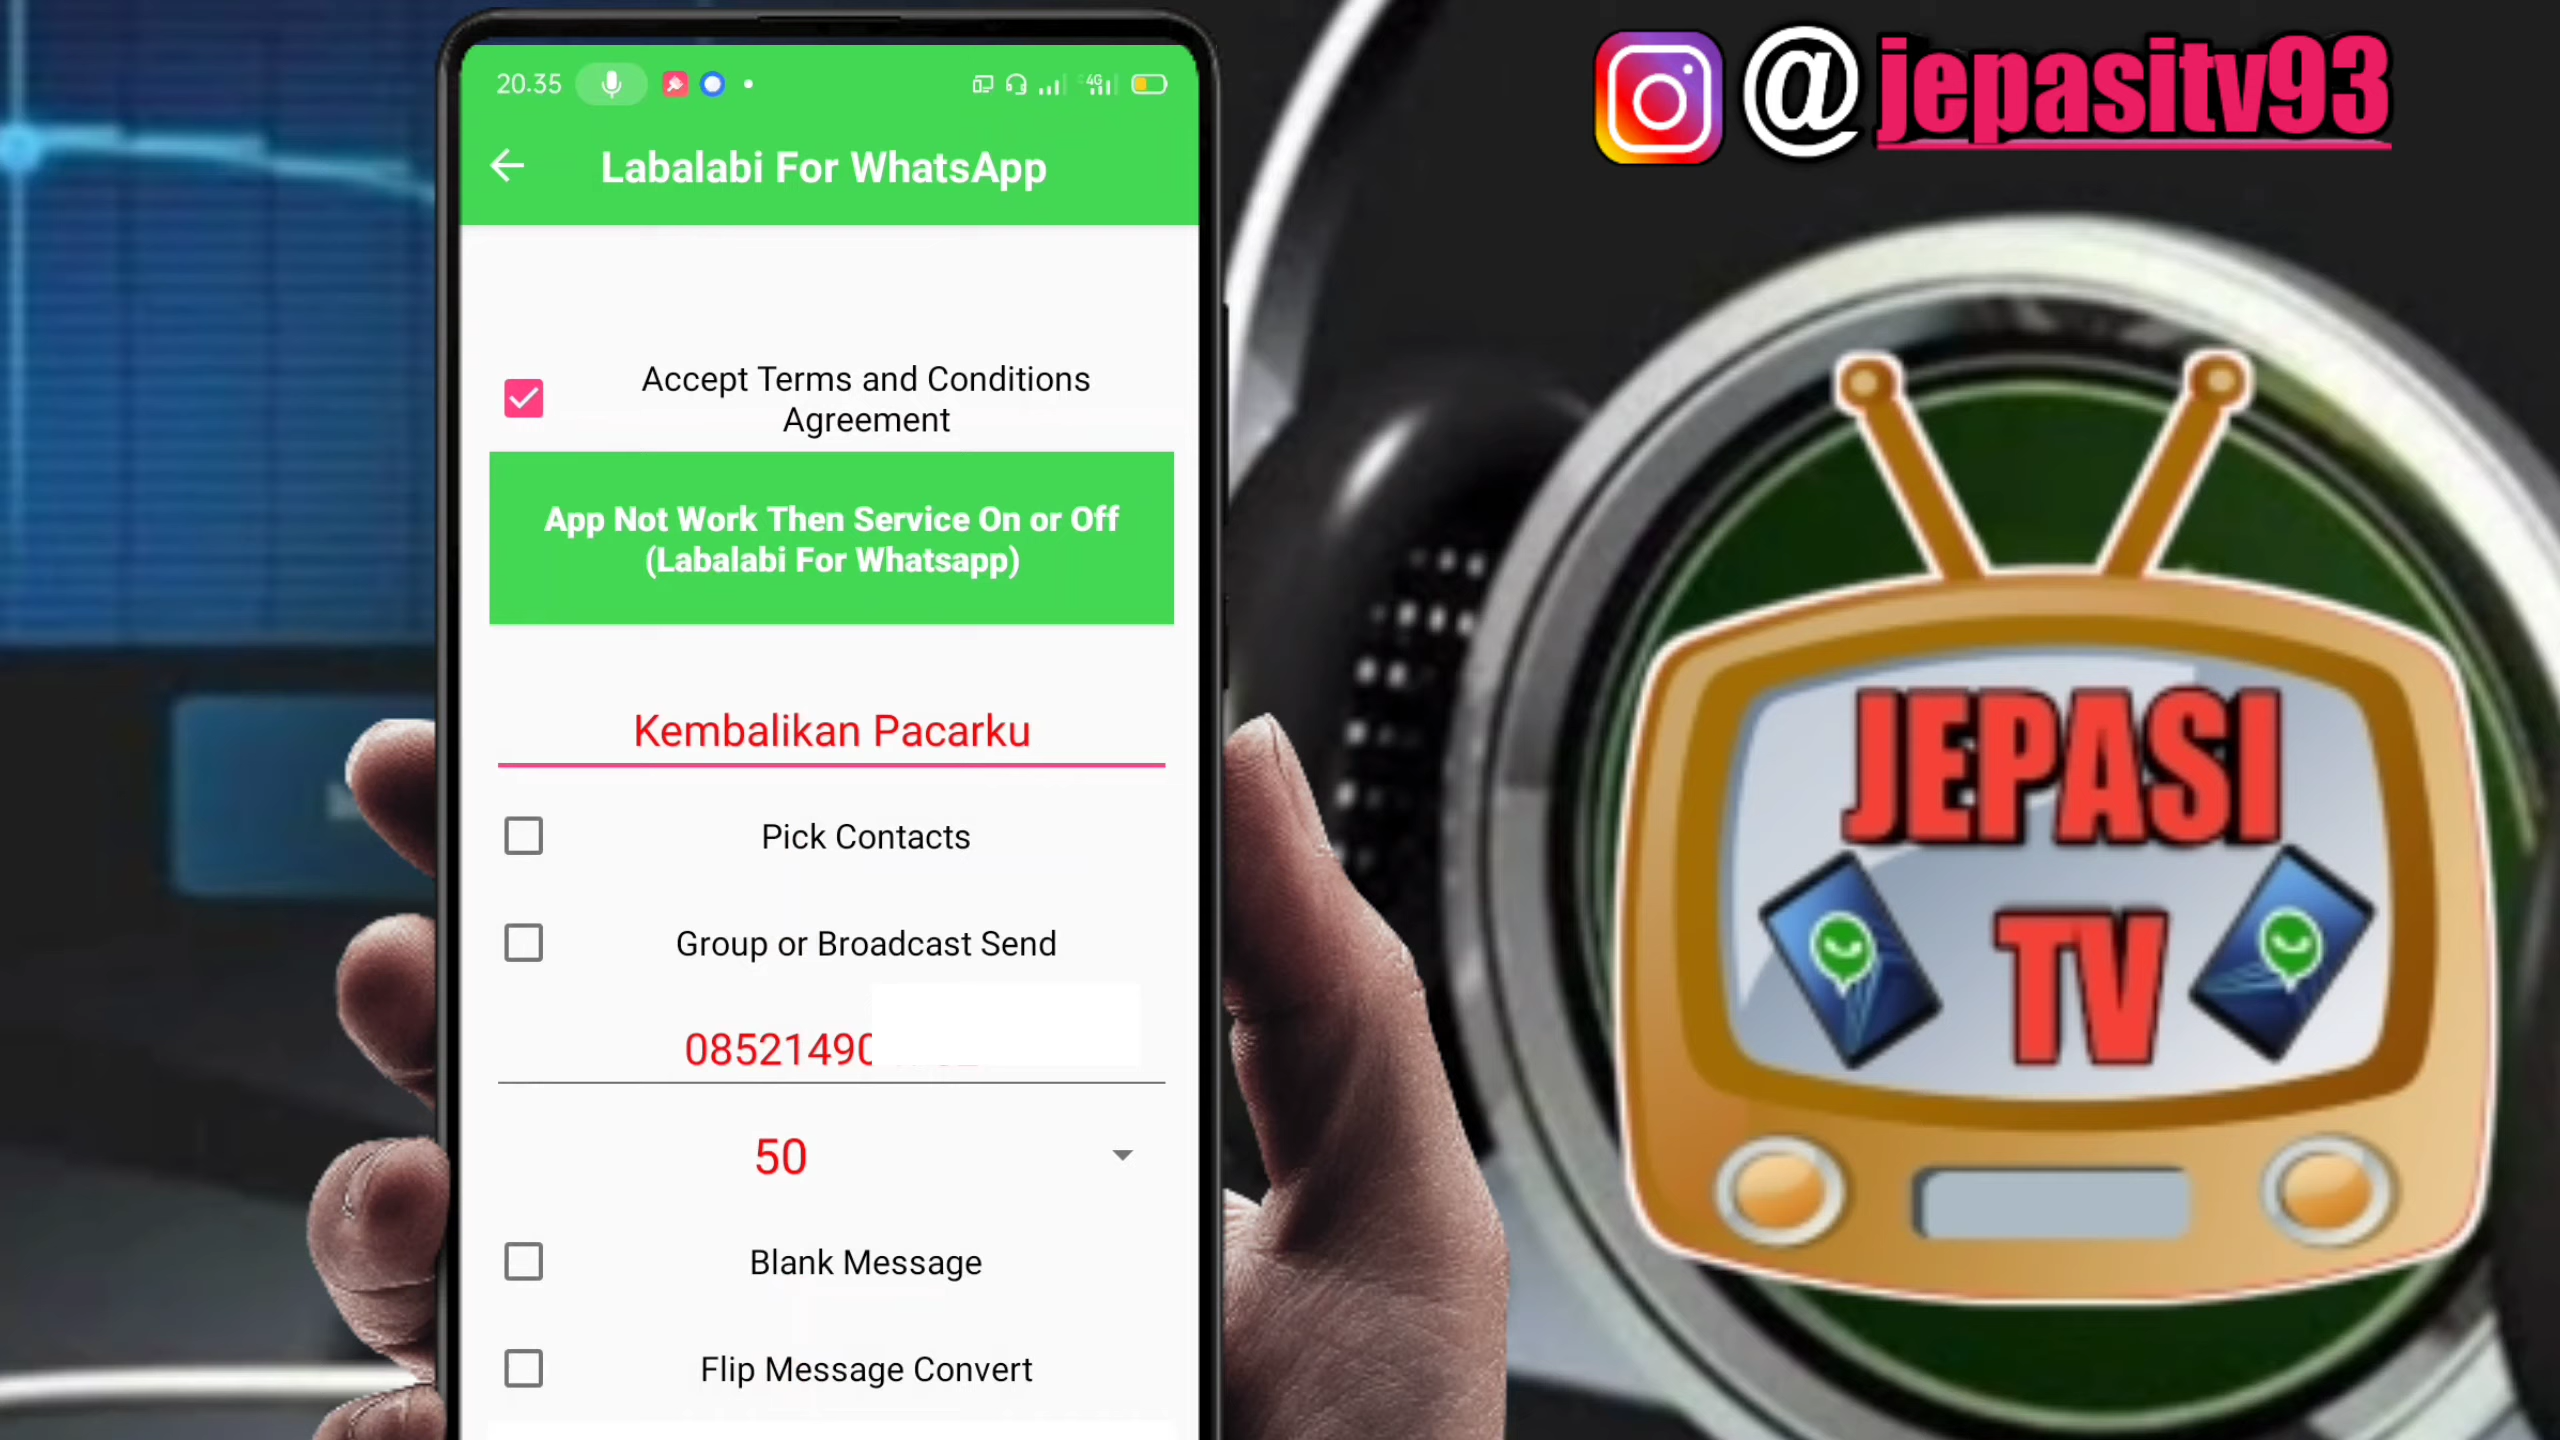 @jepasitv93
20.35
4G
Labalabi For WhatsApp
Accept Terms and Conditions
Agreement
App Not Work Then Service On or Off
(Labalabi For Whatsapp)
Kembalikan Pacarku
Pick Contacts
Group or Broadcast Send
08521490
50
Blank Message
Flip Message Convert
JEPASI
TV